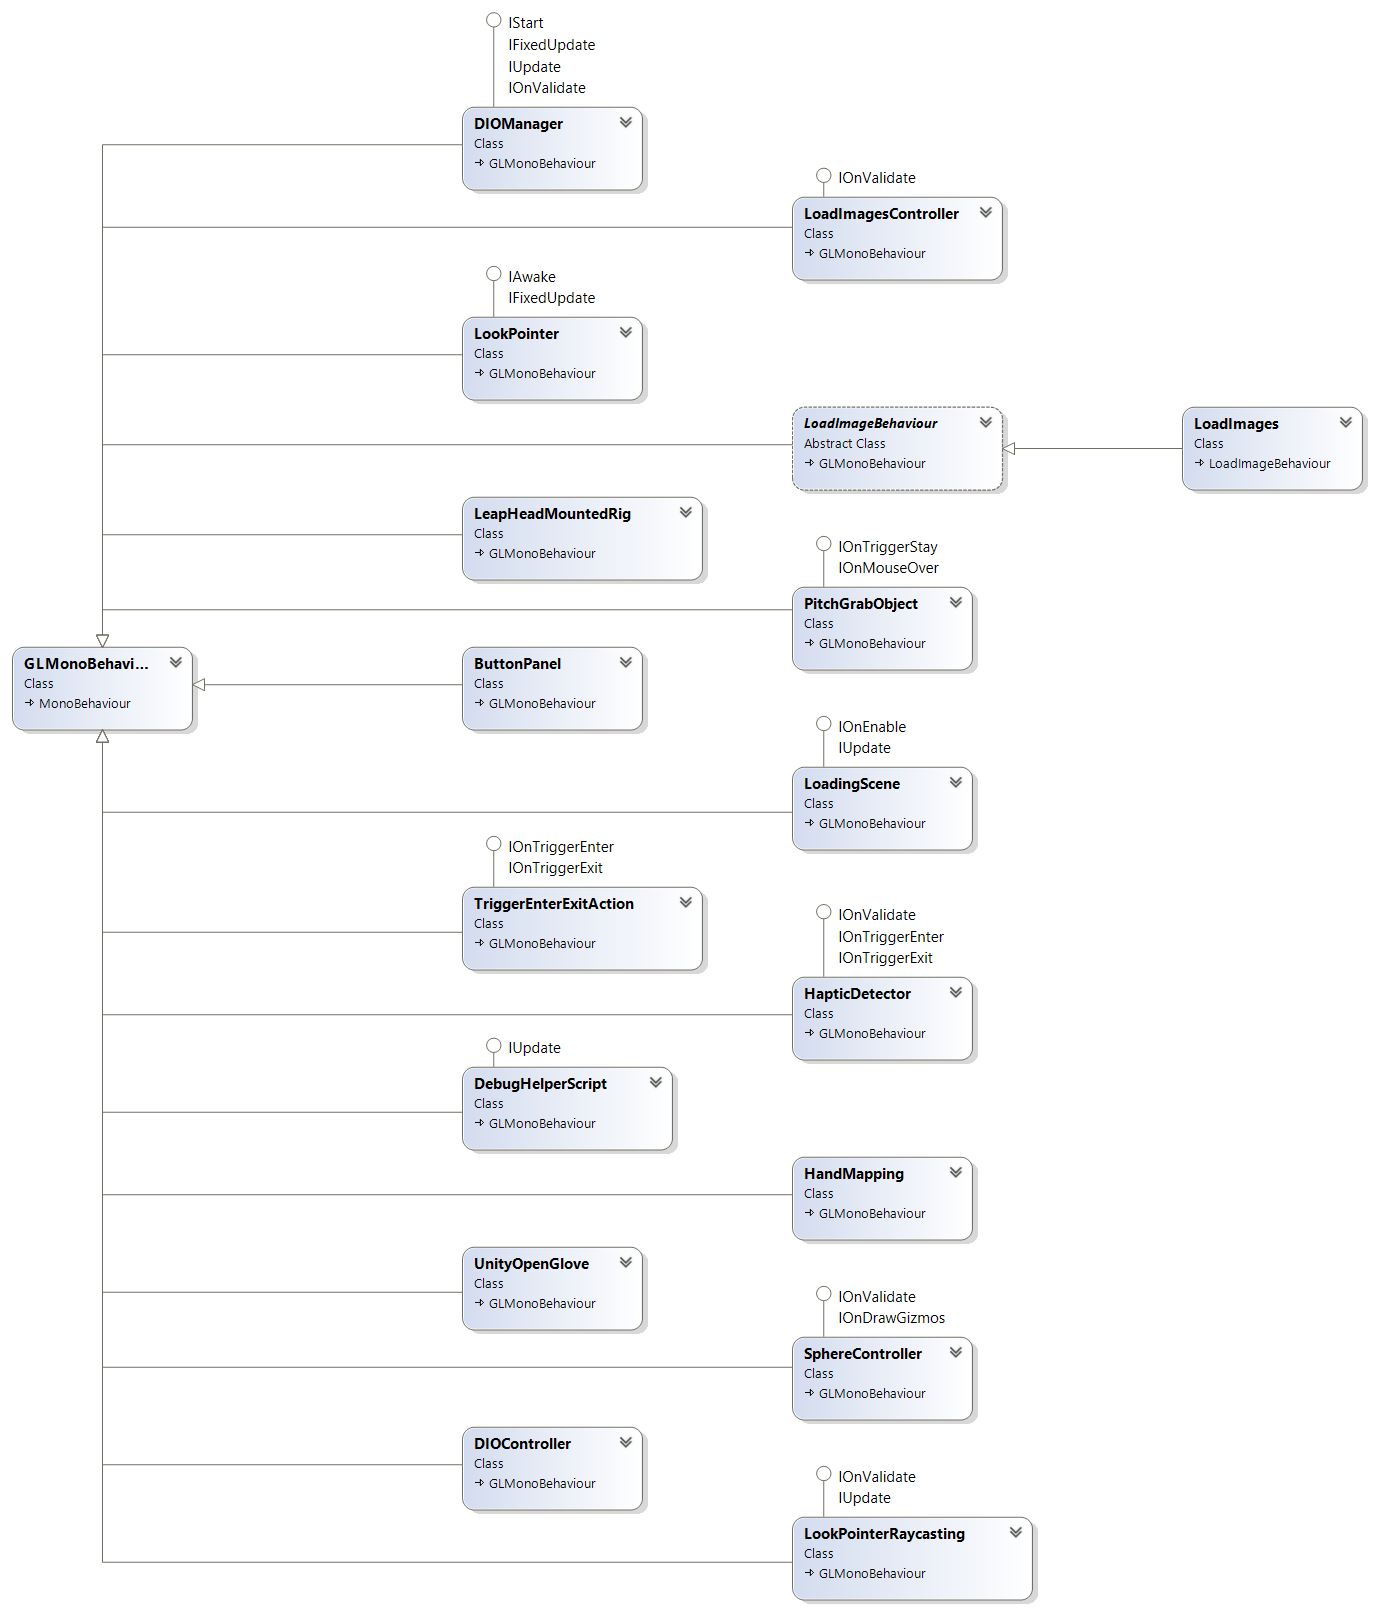 IStart
IFixedUpdate
IUpdate
IOnValidate
DIOManager
Class
GLMonoBehaviour
IOnValidate
LoadImagesController
Class
GLMonoBehaviour
IAwake
IFixedUpdate
LookPointer
Class
GLMonoBehaviour
LoadImageBehaviour
Abstract Class
GLMonoBehaviour
LoadImages
Class
LoadImageBehaviour
LeapHeadMountedRig
Class
GLMonoBehaviour
IOnTriggerStay
IOnMouseOver
PitchGrabObject
Class
GLMonoBehaviour
GLMonoBehavi...
Class
MonoBehaviour
ButtonPanel
Class
GLMonoBehaviour
IOnEnable
IUpdate
LoadingScene
Class
GLMonoBehaviour
IOnTriggerEnter
IOnTriggerExit
TriggerEnterExitAction
Class
GLMonoBehaviour
IOnValidate
IOnTriggerEnter
IOnTriggerExit
HapticDetector
Class
GLMonoBehaviour
IUpdate
DebugHelperScript
Class
GLMonoBehaviour
HandMapping
Class
GLMonoBehaviour
UnityOpenGlove
Class
GLMonoBehaviour
IOnValidate
IOnDrawGizmos
SphereController
Class
GLMonoBehaviour
DIOController
Class
GLMonoBehaviour
IOnValidate
IUpdate
LookPointerRaycasting
Class
GLMonoBehaviour